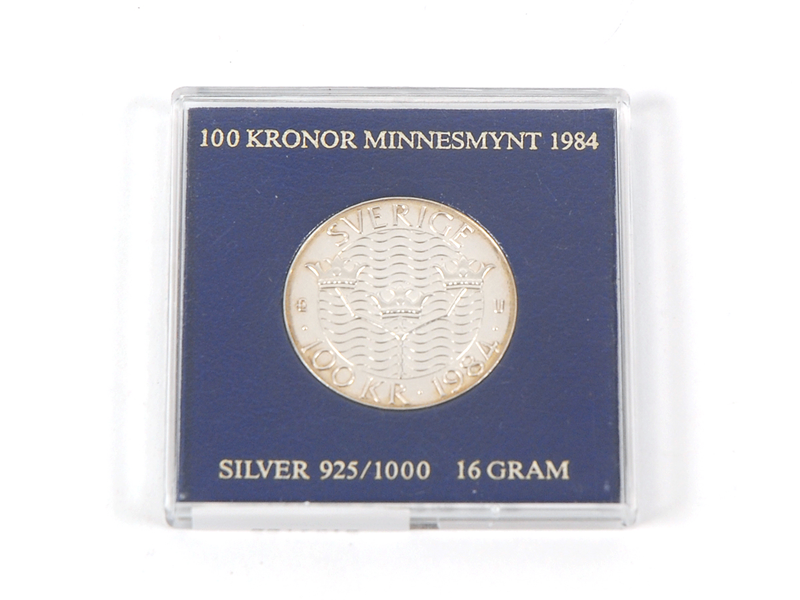 100 KRONOR MINNESMYNT 1984
SVERIGE
U
· 100 KR · 1984 ·
SILVER 925/1000 16 GRAM